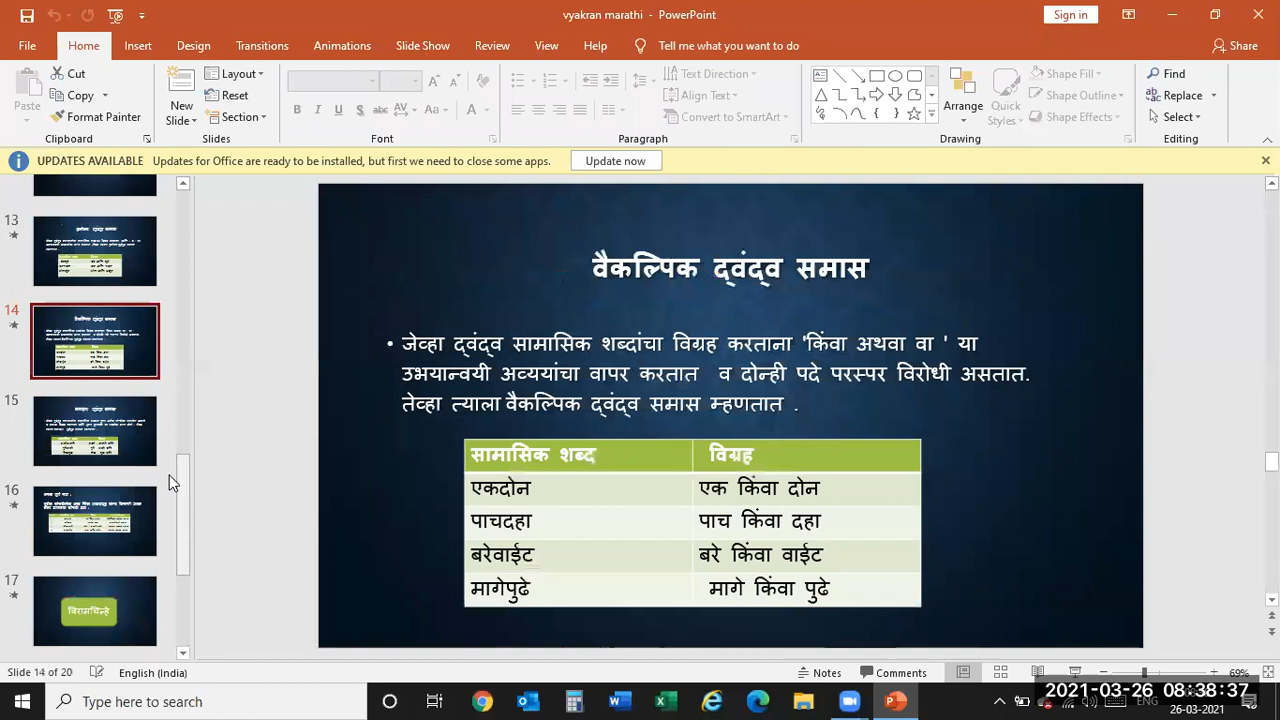 vyakran marathi - PowerPoint
Sign in
File Home Insert Design Transitions Animations Slide Show Review View Help Tell me what you want to do Share
Paste Cut Copy Format Painter
New Slide Layout Reset Section
Text Direction Align Text Convert to SmartArt
Arrange Quick Styles Shape Fill Shape Outline Shape Effects
Find Replace Select
Clipboard Slides Font Paragraph Drawing Editing
UPDATES AVAILABLE Updates for Office are ready to be installed, but first we need to close some apps. Update now
13
14
15
16
17
विरामचिन्हे
वैकल्पिक द्वंद्व समास
• जेव्हा द्वंद्व सामासिक शब्दांचा विग्रह करताना 'किंवा अथवा वा ' या
उभयान्वयी अव्ययांचा वापर करतात व दोन्ही पदे परस्पर विरोधी असतात.
तेव्हा त्याला वैकल्पिक द्वंद्व समास म्हणतात .
सामासिक शब्द विग्रह
एकदोन एक किंवा दोन
पाचदहा पाच किंवा दहा
बरेवाईट बरे किंवा वाईट
मागेपुढे मागे किंवा पुढे
Slide 14 of 20 English (India) Notes Comments 69%
Type here to search
ENG
2021-03-26 08:38:37
26-03-2021